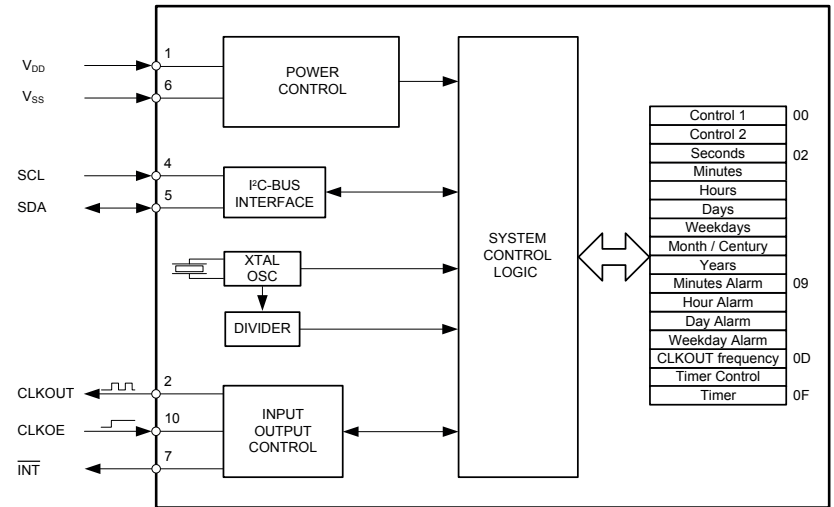 V_DD
1
V_SS
6
POWER
CONTROL
SCL
4
SDA
5
I²C-BUS
INTERFACE
XTAL
OSC
DIVIDER
CLKOUT
2
CLKOE
10
INT
7
INPUT
OUTPUT
CONTROL
SYSTEM
CONTROL
LOGIC
Control 1 00
Control 2
Seconds 02
Minutes
Hours
Days
Weekdays
Month / Century
Years
Minutes Alarm 09
Hour Alarm
Day Alarm
Weekday Alarm
CLKOUT frequency 0D
Timer Control
Timer 0F